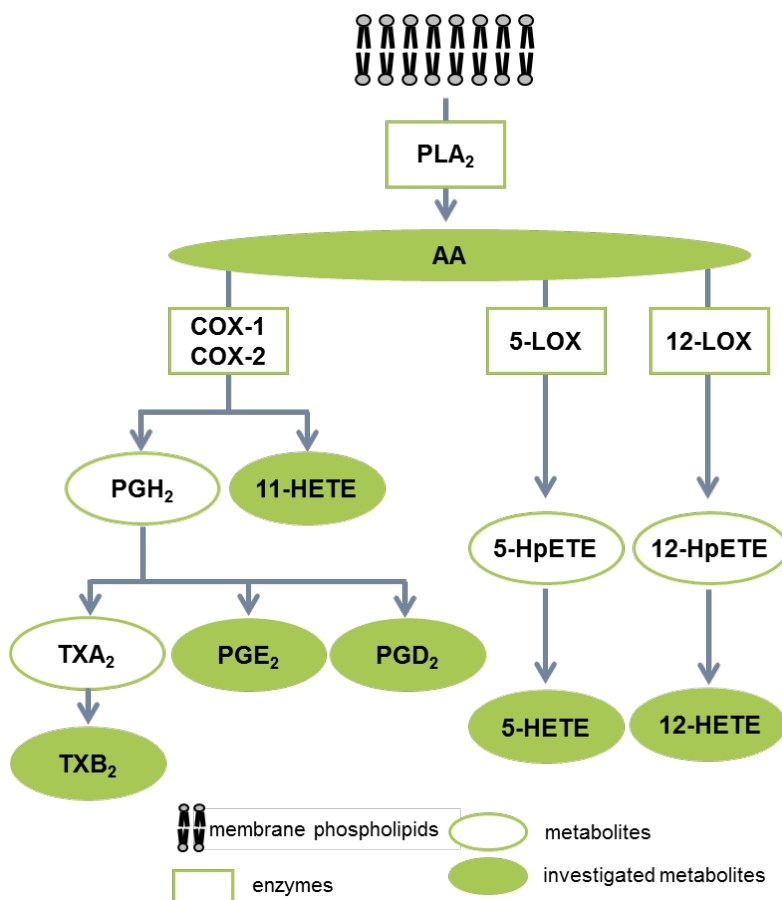 PLA₂
AA
COX-1
COX-2
5-LOX
12-LOX
PGH₂
11-HETE
5-HpETE
12-HpETE
TXA₂
PGE₂
PGD₂
5-HETE
12-HETE
TXB₂
membrane phospholipids
metabolites
enzymes
investigated metabolites